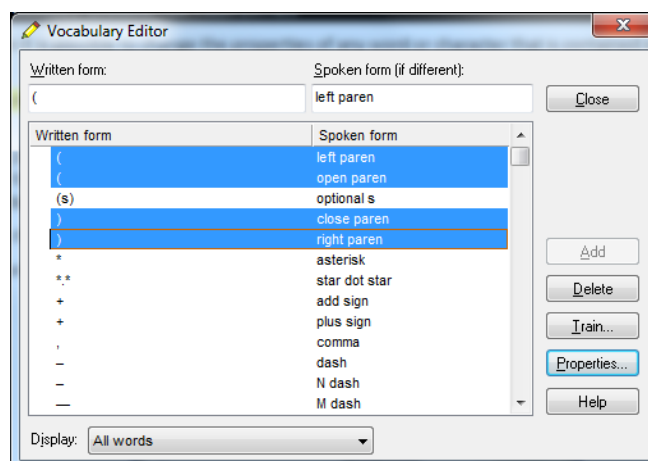 Vocabulary Editor
Written form:
Spoken form (if different):
(
left paren
Close
Written form Spoken form
( left paren
( open paren
(s) optional s
) close paren
) right paren
* asterisk
*.* star dot star
+ add sign
+ plus sign
, comma
– dash
– N dash
— M dash
Add
Delete
Train...
Properties...
Help
Display: All words